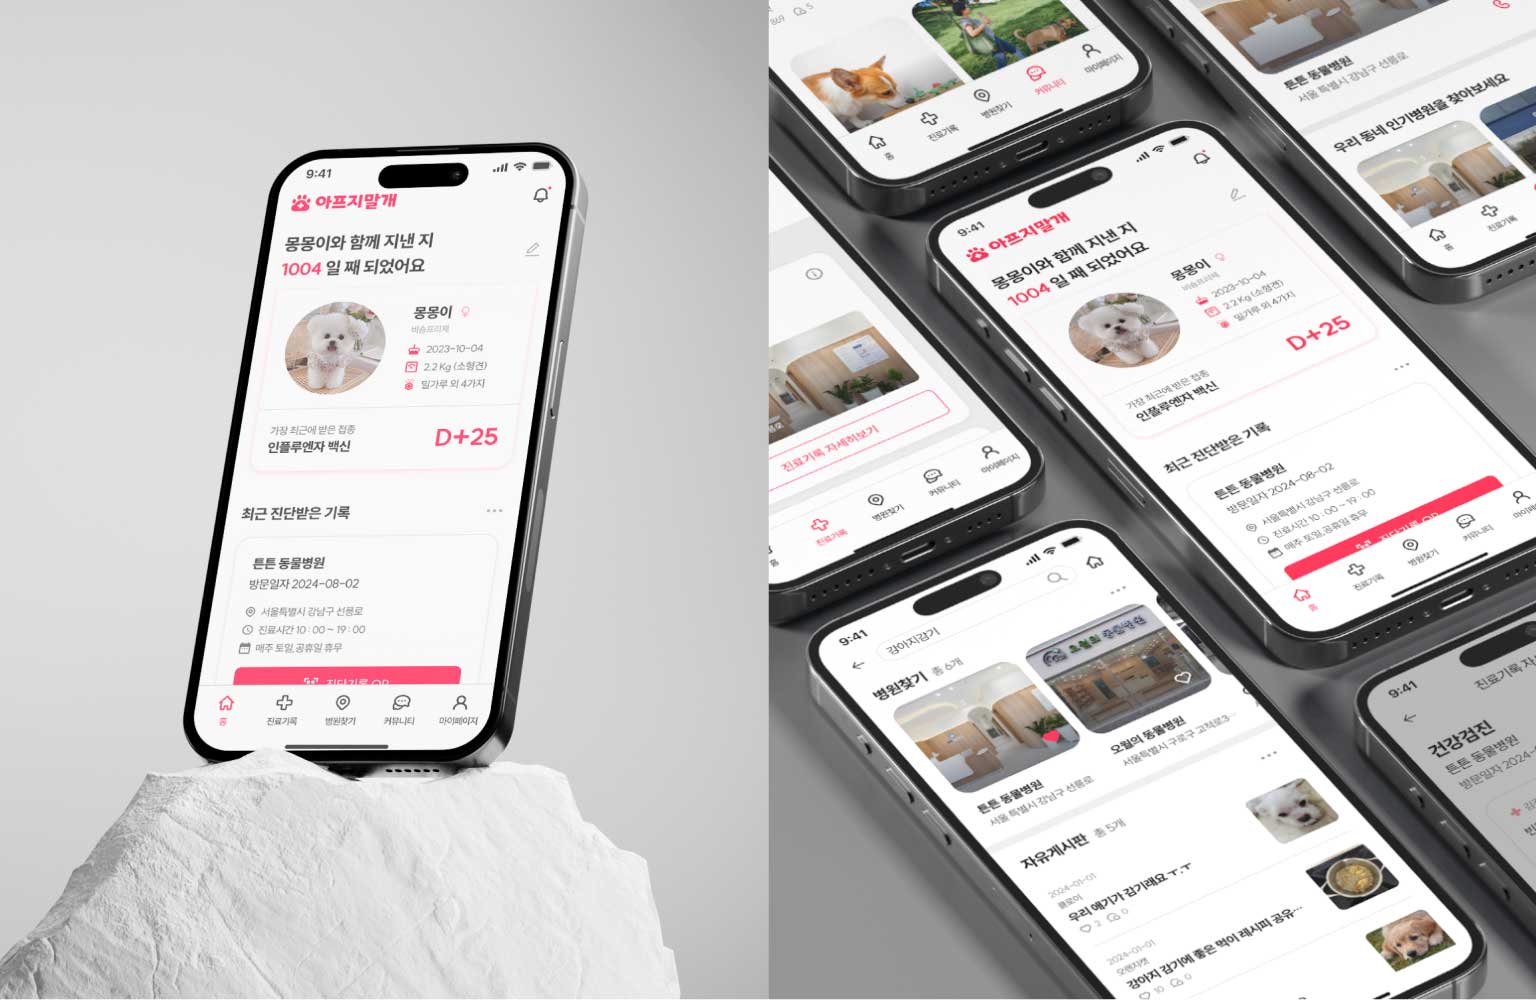 9:41
아프지말개
몽몽이와 함께 지낸 지
1004 일 째 되었어요
몽몽이
비숑프리제
2023-10-04
2.2 Kg (소형견)
밀가루 외 4가지
가장 최근에 받은 접종
인플루엔자 백신
D+25
최근 진단받은 기록
튼튼 동물병원
방문일자 2024-08-02
서울특별시 강남구 선릉로
진료시간 10 : 00 ~ 19 : 00
매주 토일,공휴일 휴무
진단기록 QR
홈
진료기록
병원찾기
커뮤니티
마이페이지
869
5
홈
진료기록
병원찾기
커뮤니티
마이페이지
튼튼 동물병원
서울 특별시 강남구 선릉로
우리 동네 인기병원을 찾아보세요
홈
진료기록
진료기록 자세히보기
홈
진료기록
병원찾기
커뮤니티
마이페이지
9:41
아프지말개
몽몽이와 함께 지낸 지
1004 일 째 되었어요
몽몽이
비숑프리제
2023-10-04
2.2 Kg (소형견)
밀가루 외 4가지
가장 최근에 받은 접종
인플루엔자 백신
D+25
최근 진단받은 기록
튼튼 동물병원
방문일자 2024-08-02
서울특별시 강남구 선릉로
진료시간 10 : 00 ~ 19 : 00
매주 토일,공휴일 휴무
진단기록 QR
홈
진료기록
병원찾기
커뮤니티
마이페이지
9:41
강아지감기
병원찾기 총 6개
튼튼 동물병원
서울 특별시 강남구 선릉로
오월의 동물병원
서울특별시 구로구 고척로3…
자유게시판 총 5개
2024-01-01
클로이
우리 애기가 감기래요 ㅜ.ㅜ
2
0
2024-01-01
오렌지캣
강아지 감기에 좋은 먹이 레시피 공유…
10
0
9:41
건강검진
튼튼 동물병원